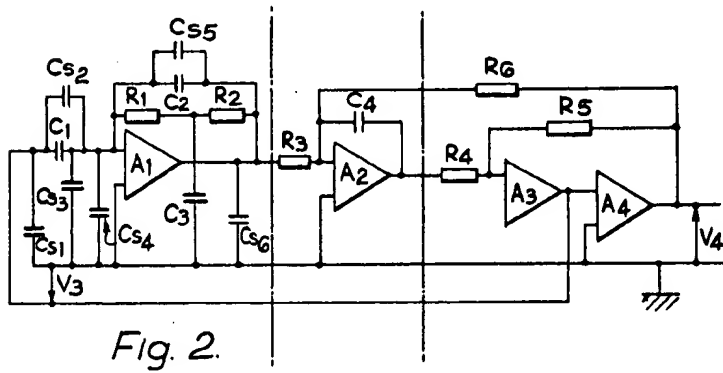 Cs5
Cs2
C2
R6
C1
R1
R2
C4
R5
R3
R4
A1
A2
A3
A4
Cs3
C3
Cs1
Cs4
Cs6
V3
V4
Fig. 2.